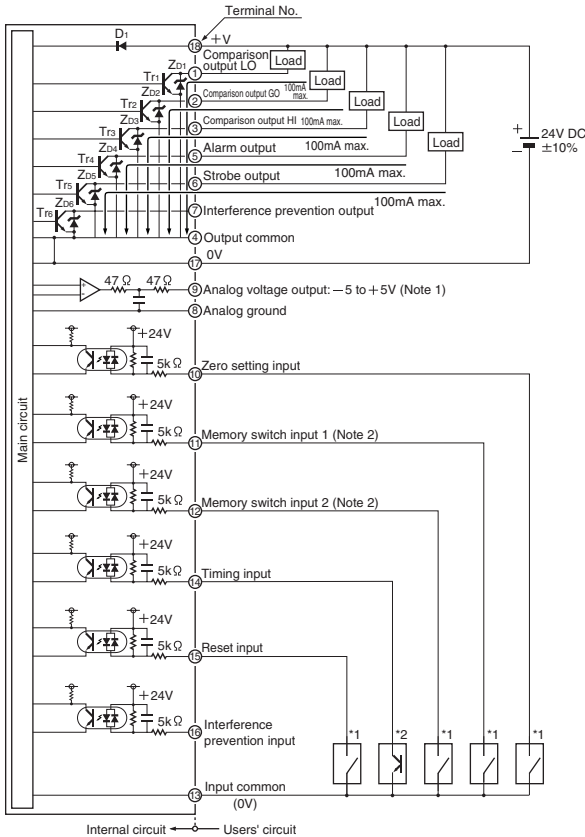 Terminal No.
D1
18 +V
ZD1
1 Comparison output LO
Load
Tr1
ZD2
100mA max.
2 Comparison output GO
Load
Tr2
ZD3
3 Comparison output HI 100mA max.
Load
Tr3
ZD4
5 Alarm output
100mA max.
Load
Tr4
ZD5
6 Strobe output
100mA max.
Load
Tr5
ZD6
7 Interference prevention output
100mA max.
Tr6
4 Output common
0V
17
+
−
24V DC
±10%
47 Ω 47 Ω
+
−
9 Analog voltage output: −5 to +5V (Note 1)
8 Analog ground
+24V
5k Ω
10 Zero setting input
+24V
5k Ω
11 Memory switch input 1 (Note 2)
+24V
5k Ω
12 Memory switch input 2 (Note 2)
+24V
5k Ω
14 Timing input
+24V
5k Ω
15 Reset input
+24V
5k Ω
16 Interference prevention input
*1 *2 *1 *1 *1
13 Input common
(0V)
Main circuit
Internal circuit Users' circuit